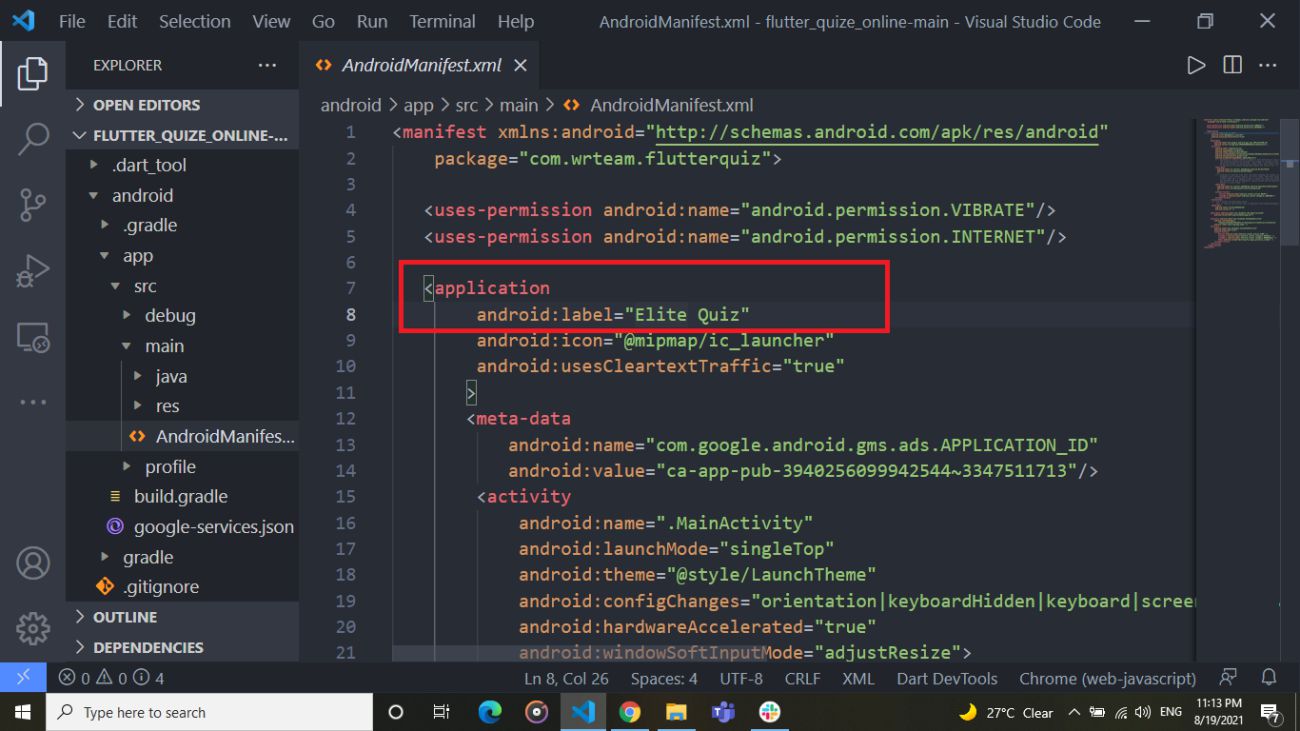 File Edit Selection View Go Run Terminal Help AndroidManifest.xml - flutter_quize_online-main - Visual Studio Code
EXPLORER
OPEN EDITORS
FLUTTER_QUIZE_ONLINE-...
.dart_tool
android
.gradle
app
src
debug
main
java
res
AndroidManifes...
profile
build.gradle
google-services.json
gradle
.gitignore
OUTLINE
DEPENDENCIES
AndroidManifest.xml
android > app > src > main > AndroidManifest.xml
1 <manifest xmlns:android="http://schemas.android.com/apk/res/android"
2 package="com.wrteam.flutterquiz">
3
4 <uses-permission android:name="android.permission.VIBRATE"/>
5 <uses-permission android:name="android.permission.INTERNET"/>
6
7 <application
8 android:label="Elite Quiz"
9 android:icon="@mipmap/ic_launcher"
10 android:usesCleartextTraffic="true"
11 >
12 <meta-data
13 android:name="com.google.android.gms.ads.APPLICATION_ID"
14 android:value="ca-app-pub-3940256099942544~3347511713"/>
15 <activity
16 android:name=".MainActivity"
17 android:launchMode="singleTop"
18 android:theme="@style/LaunchTheme"
19 android:configChanges="orientation|keyboardHidden|keyboard|screen
20 android:hardwareAccelerated="true"
21 android:windowSoftInputMode="adjustResize">
0 0 4 Ln 8, Col 26 Spaces: 4 UTF-8 CRLF XML Dart DevTools Chrome (web-javascript)
Type here to search
27°C Clear
ENG
11:13 PM
8/19/2021
7